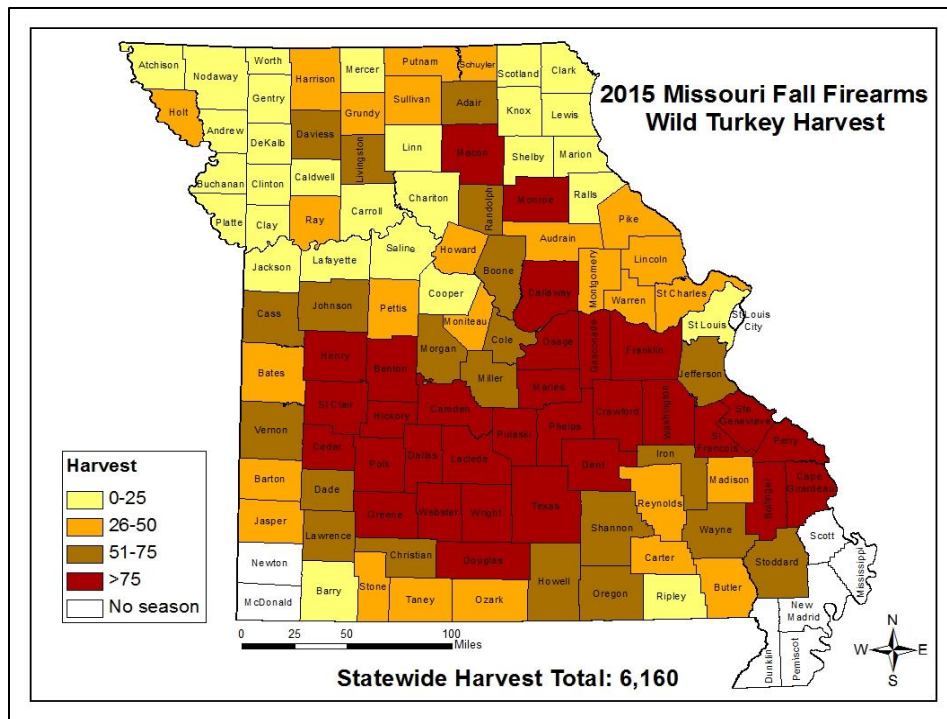 2015 Missouri Fall Firearms
Wild Turkey Harvest
Atchison
Nodaway
Worth
Harrison
Mercer
Putnam
Schuyler
Scotland
Clark
Holt
Andrew
Gentry
DeKalb
Daviess
Grundy
Livingston
Sullivan
Linn
Adair
Macon
Knox
Lewis
Shelby
Marion
Buchanan
Clinton
Caldwell
Platte
Clay
Ray
Carroll
Chariton
Randolph
Monroe
Ralls
Pike
Audrain
Jackson
Lafayette
Saline
Howard
Boone
Callaway
Montgomery
Lincoln
Warren
St Charles
St Louis
St Louis
City
Cass
Johnson
Pettis
Cooper
Moniteau
Morgan
Cole
Miller
Osage
Gasconade
Franklin
Jefferson
Bates
Henry
Benton
St Clair
Hickory
Camden
Maries
Pulaski
Phelps
Crawford
Washington
St
Francois
Ste
Genevieve
Perry
Vernon
Cedar
Polk
Dallas
Laclede
Dent
Iron
Madison
Bollinger
Cape
Girardeau
Barton
Dade
Greene
Webster
Wright
Texas
Shannon
Reynolds
Wayne
Jasper
Lawrence
Christian
Douglas
Howell
Oregon
Carter
Stoddard
Scott
Mississippi
Newton
McDonald
Barry
Stone
Taney
Ozark
Ripley
Butler
New
Madrid
Dunklin
Pemiscot
Harvest
0-25
26-50
51-75
>75
No season
0 25 50 100
Miles
Statewide Harvest Total: 6,160
N
W E
S